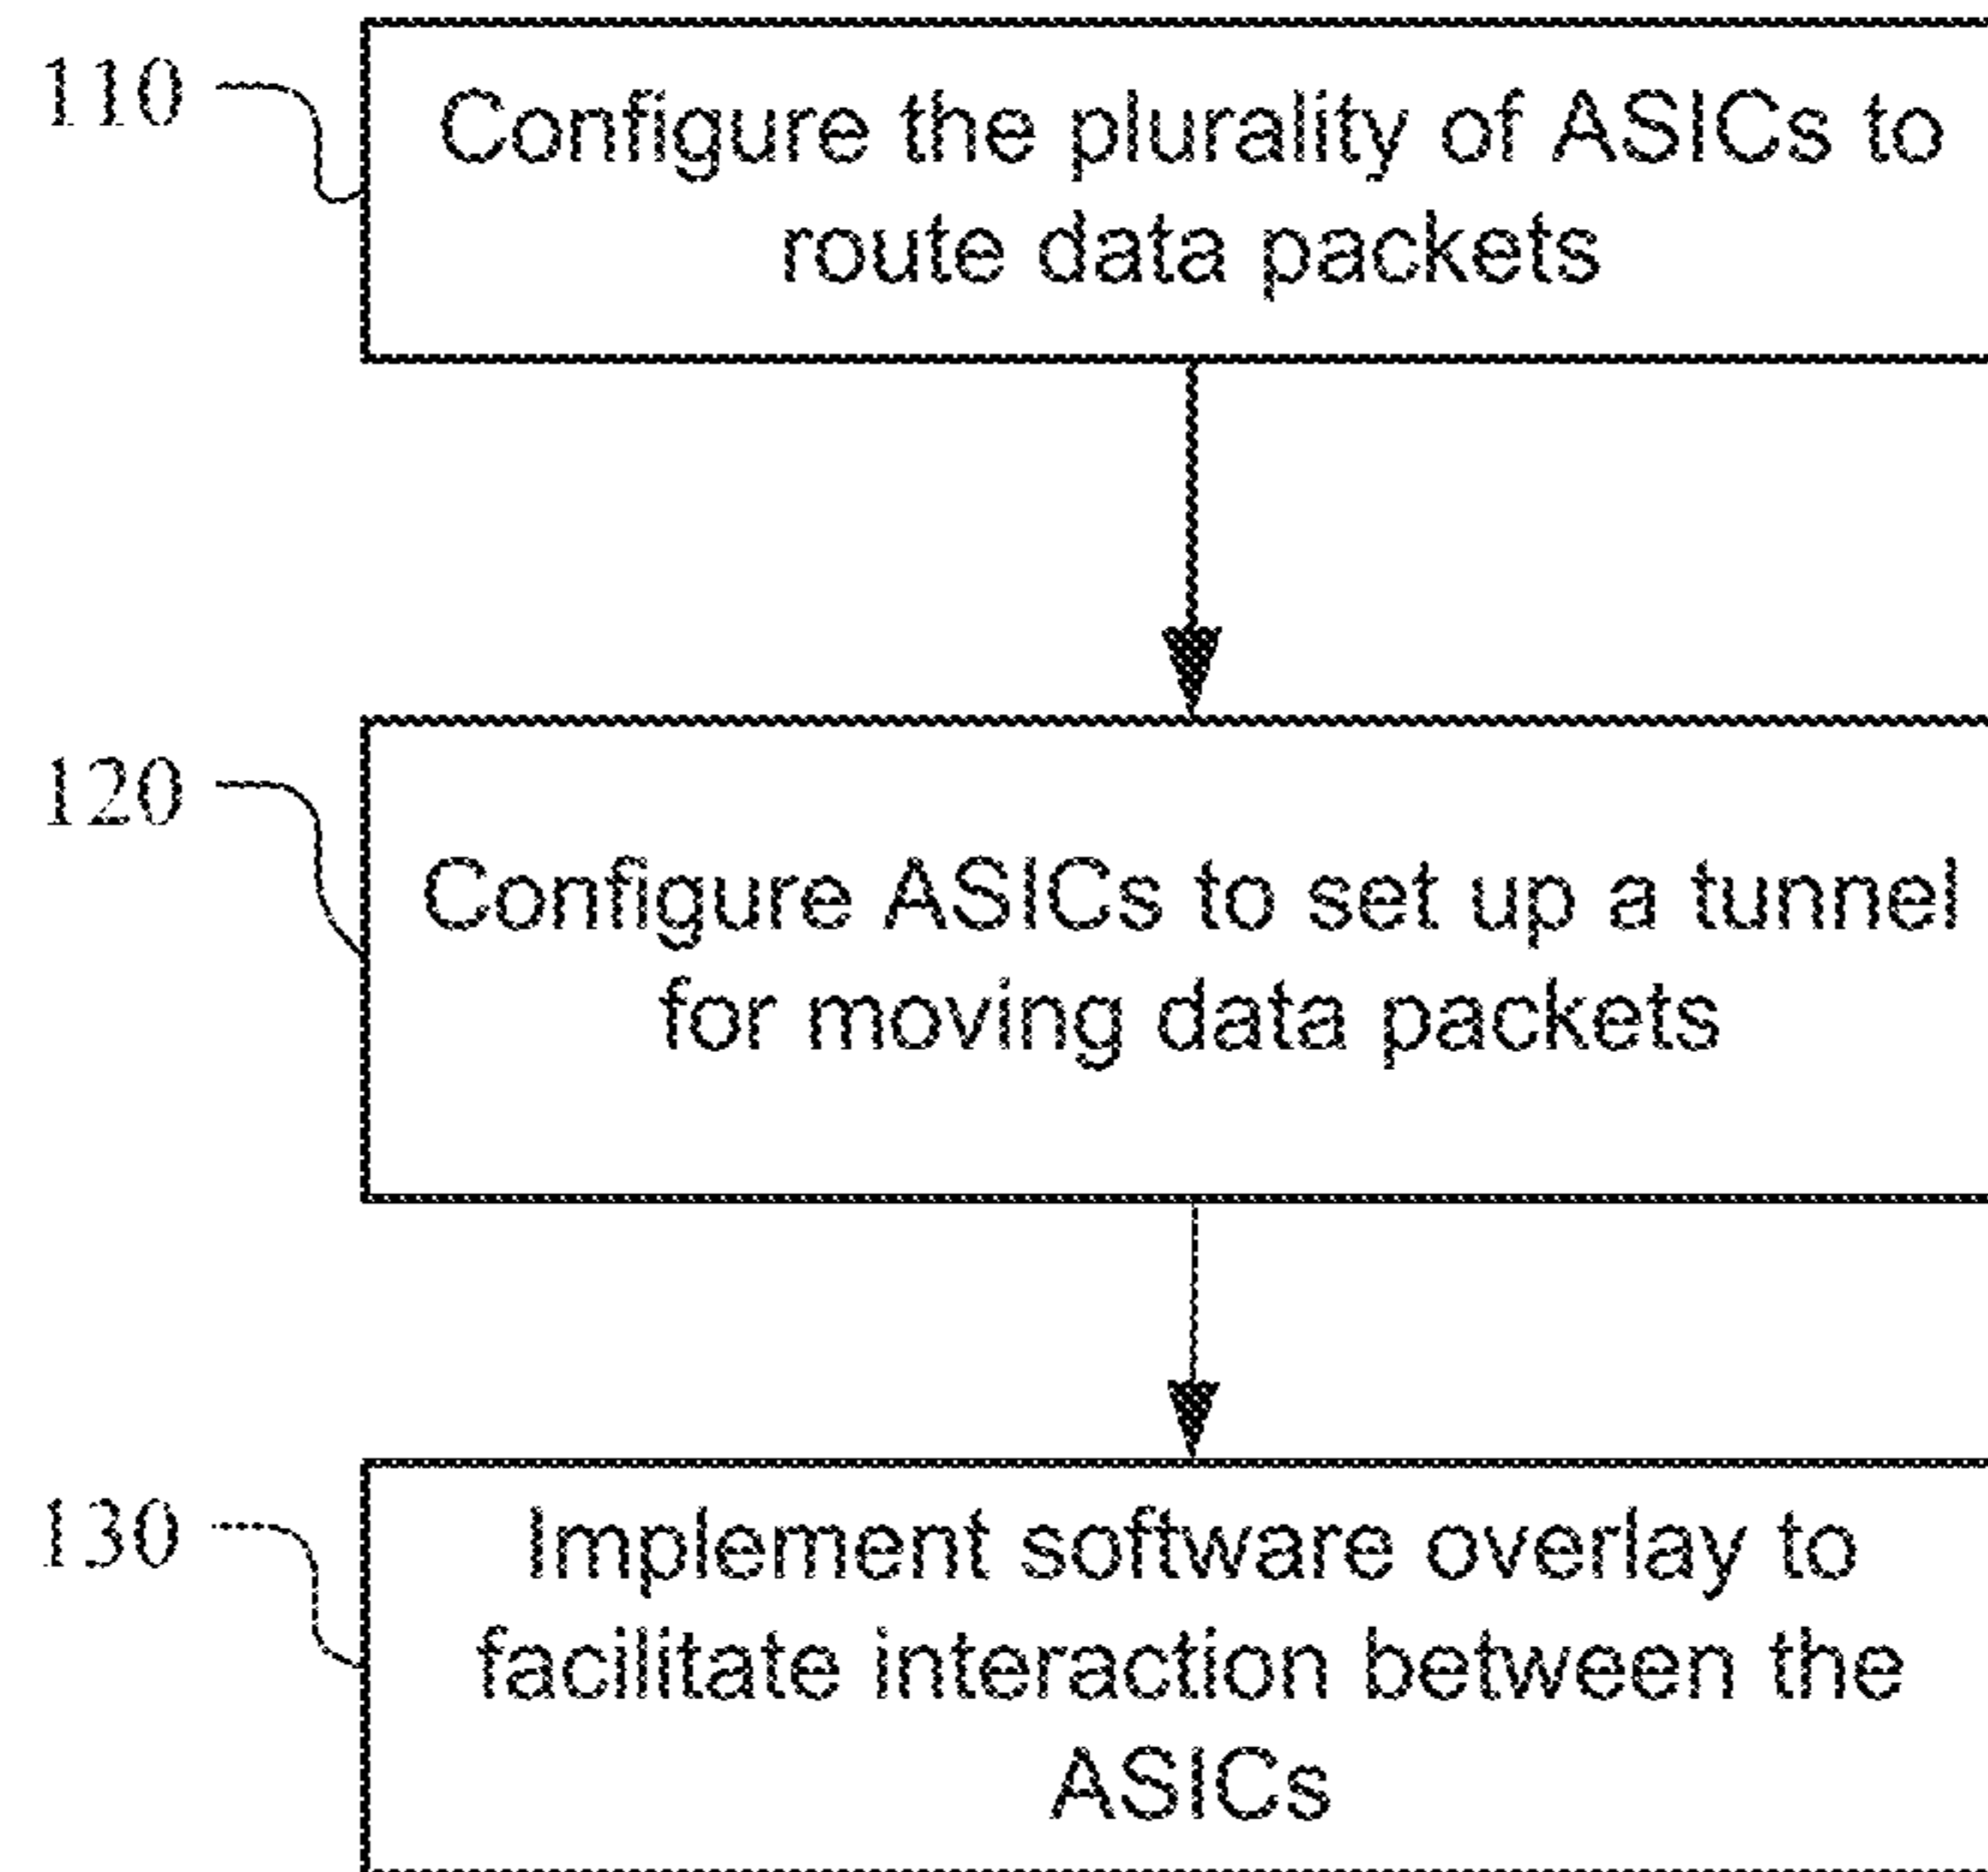 110
Configure the plurality of ASICs to
route data packets
120
Configure ASICs to set up a tunnel
for moving data packets
130
Implement software overlay to
facilitate interaction between the
ASICs